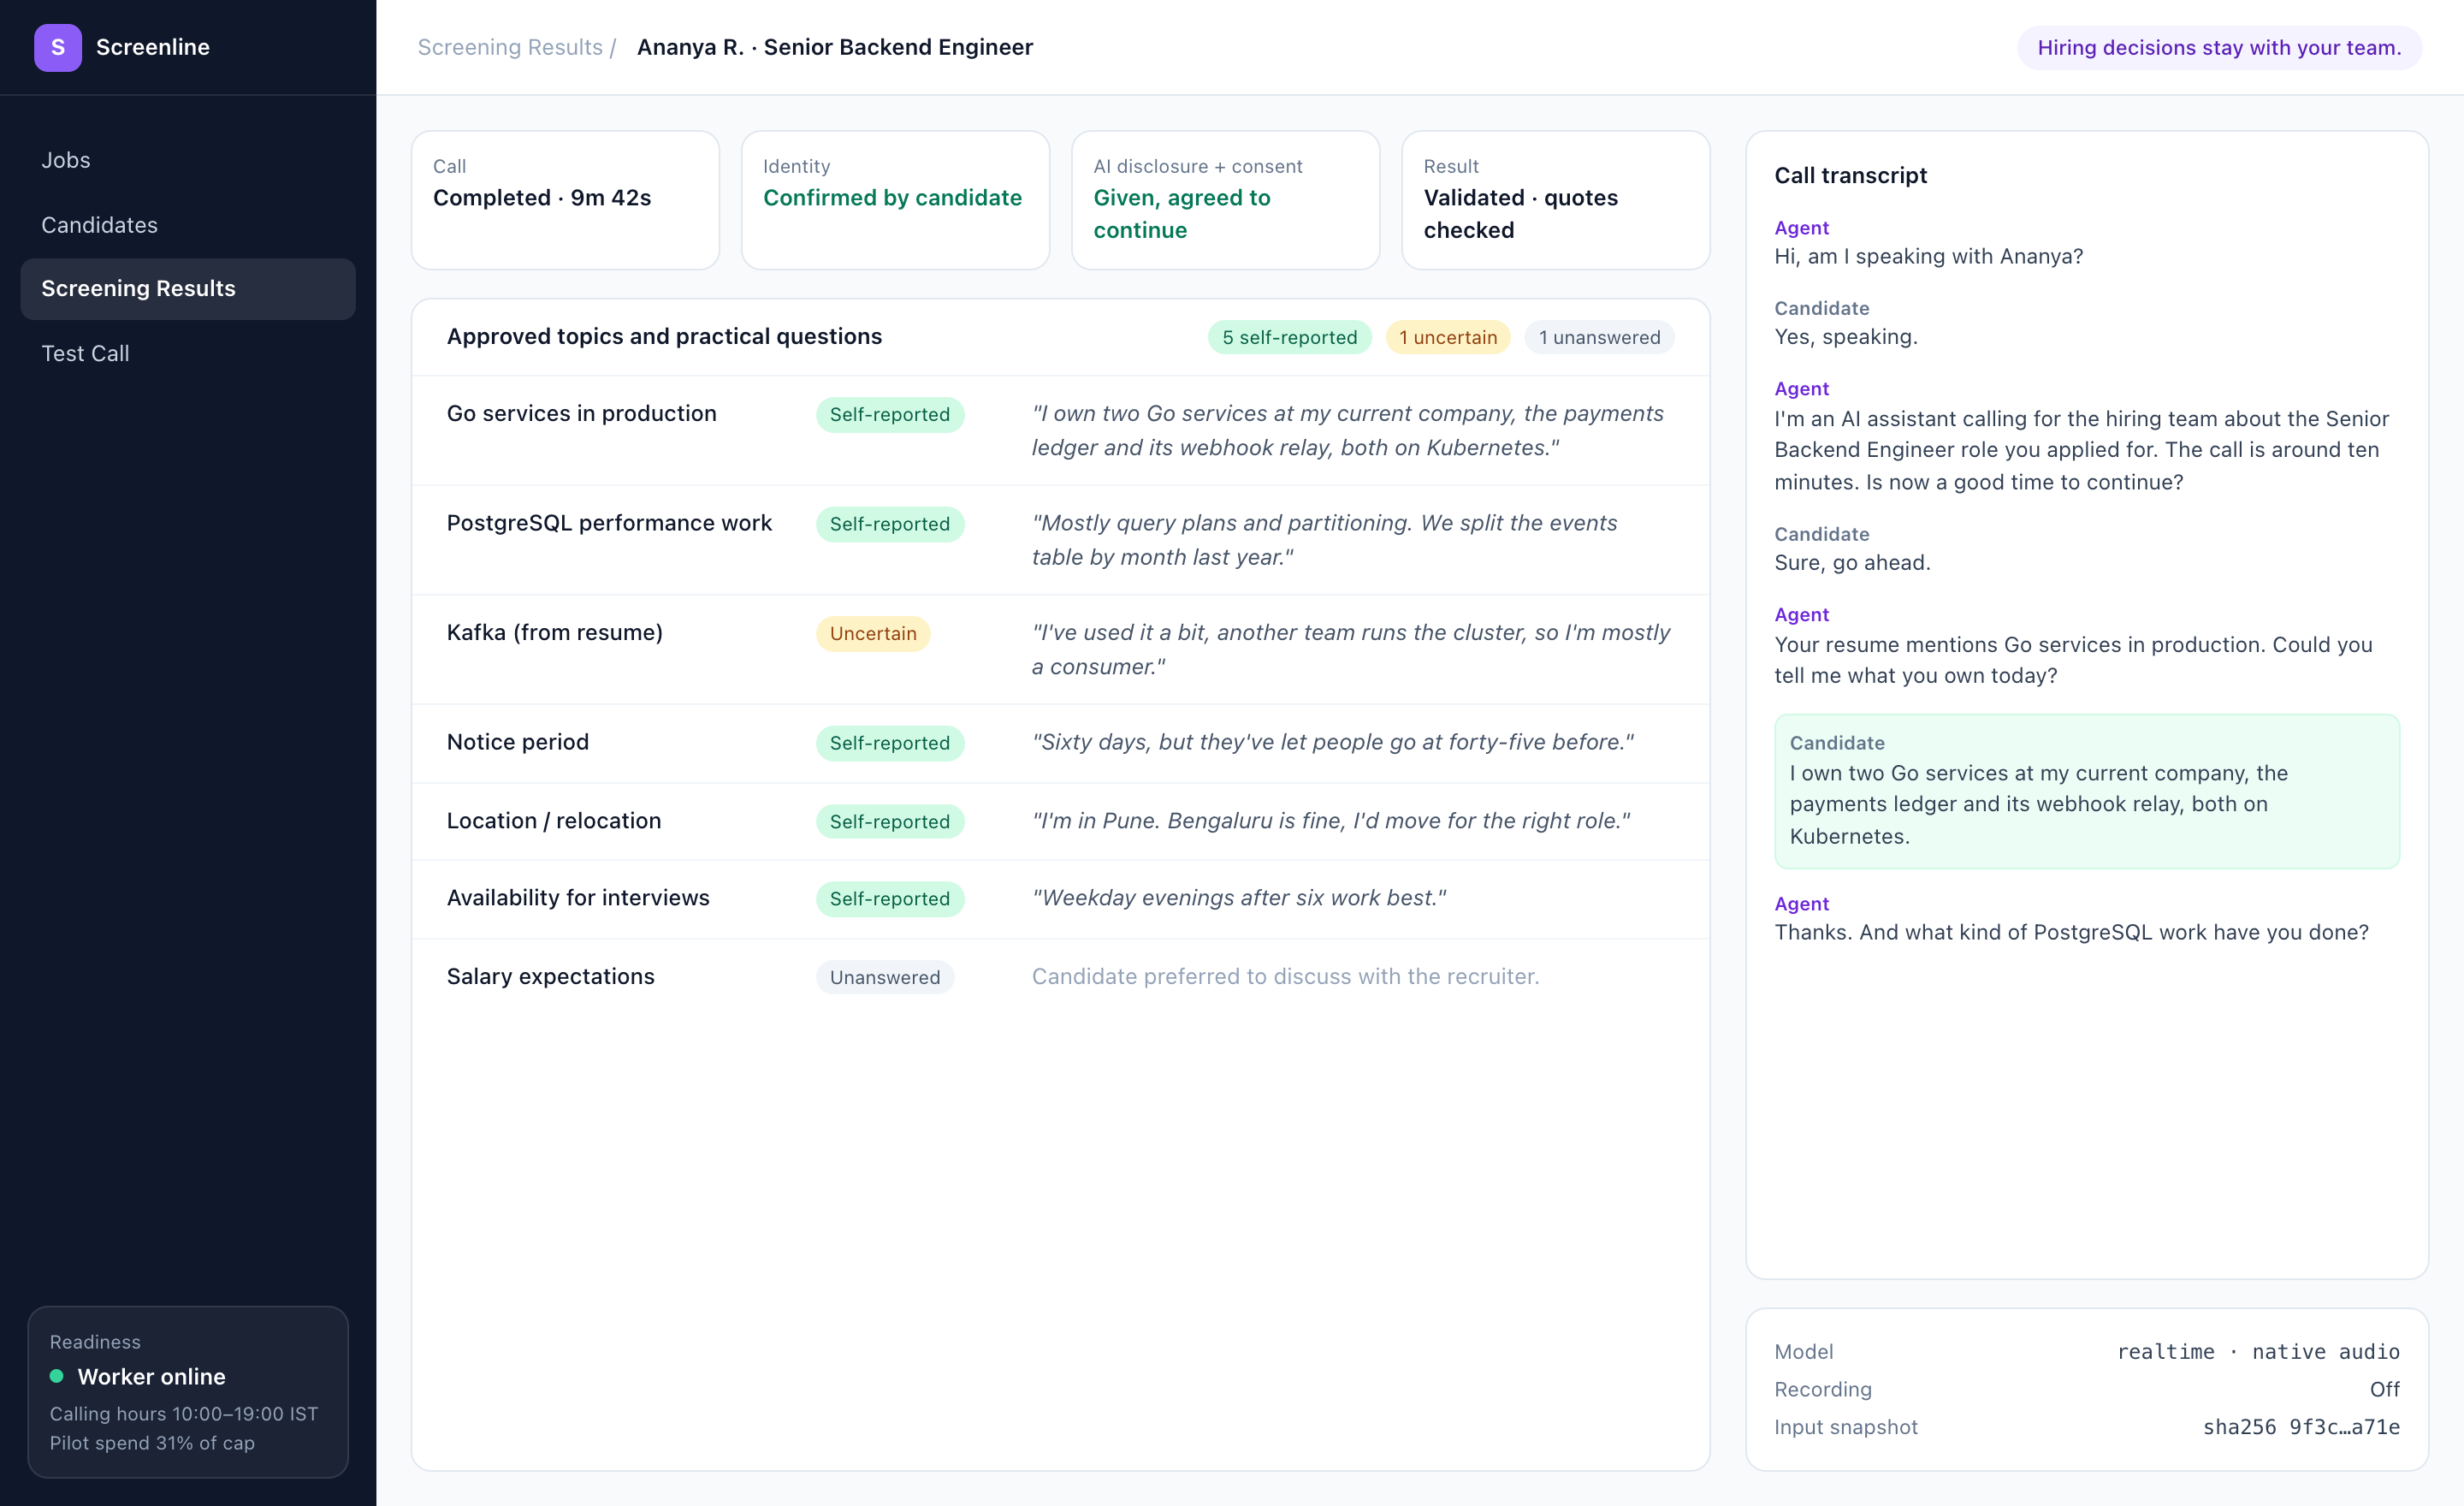 S
Screenline
Jobs
Candidates
Screening Results
Test Call
Readiness
Worker online
Calling hours 10:00–19:00 IST
Pilot spend 31% of cap
Screening Results / Ananya R. · Senior Backend Engineer
Hiring decisions stay with your team.
Call
Completed · 9m 42s
Identity
Confirmed by candidate
AI disclosure + consent
Given, agreed to
continue
Result
Validated · quotes
checked
Approved topics and practical questions
5 self-reported
1 uncertain
1 unanswered
Go services in production
Self-reported
"I own two Go services at my current company, the payments
ledger and its webhook relay, both on Kubernetes."
PostgreSQL performance work
Self-reported
"Mostly query plans and partitioning. We split the events
table by month last year."
Kafka (from resume)
Uncertain
"I've used it a bit, another team runs the cluster, so I'm mostly
a consumer."
Notice period
Self-reported
"Sixty days, but they've let people go at forty-five before."
Location / relocation
Self-reported
"I'm in Pune. Bengaluru is fine, I'd move for the right role."
Availability for interviews
Self-reported
"Weekday evenings after six work best."
Salary expectations
Unanswered
Candidate preferred to discuss with the recruiter.
Call transcript
Agent
Hi, am I speaking with Ananya?
Candidate
Yes, speaking.
Agent
I'm an AI assistant calling for the hiring team about the Senior
Backend Engineer role you applied for. The call is around ten
minutes. Is now a good time to continue?
Candidate
Sure, go ahead.
Agent
Your resume mentions Go services in production. Could you
tell me what you own today?
Candidate
I own two Go services at my current company, the
payments ledger and its webhook relay, both on
Kubernetes.
Agent
Thanks. And what kind of PostgreSQL work have you done?
Model
realtime · native audio
Recording
Off
Input snapshot
sha256 9f3c…a71e